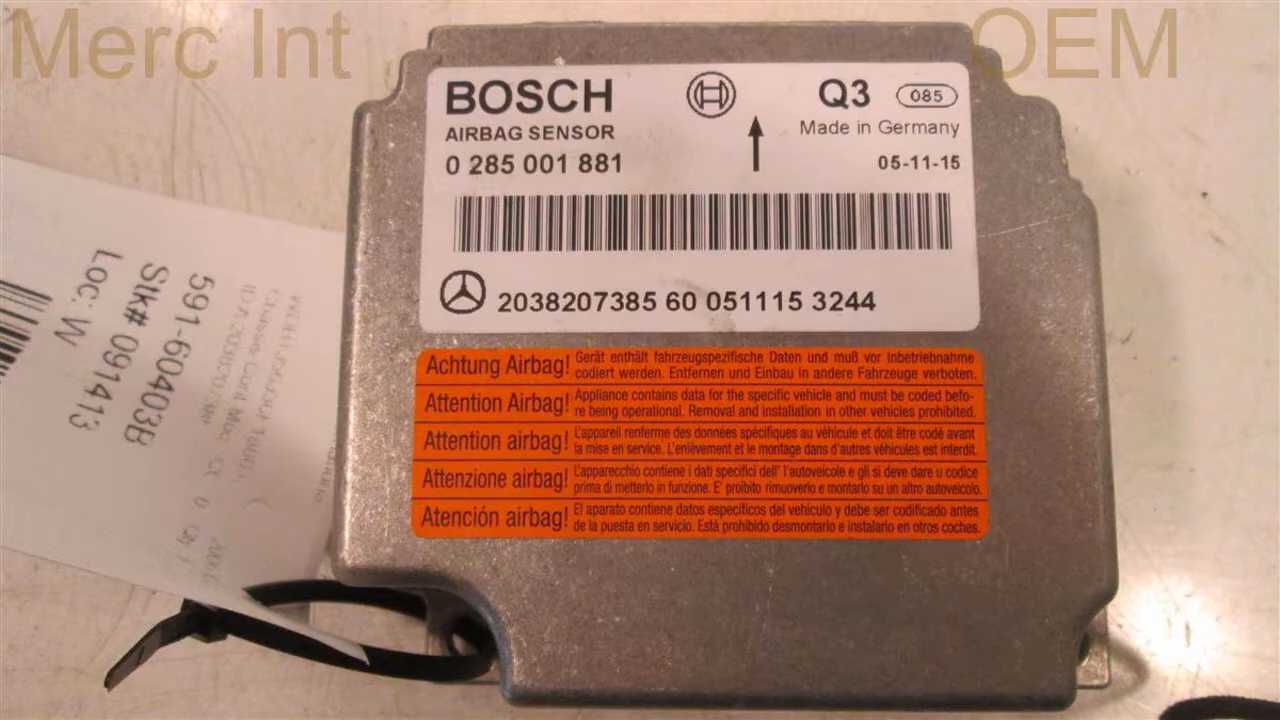 Merc Int
OEM
BOSCH
Q3
085
AIRBAG SENSOR
Made in Germany
0 285 001 881
05-11-15
2038207385 60 051115 3244
Achtung Airbag!
Gerät enthält fahrzeugspezifische Daten und muß vor Inbetriebnahme
codiert werden. Entfernen und Einbau in andere Fahrzeuge verboten.
Attention Airbag!
Appliance contains data for the specific vehicle and must be coded befo-
re being operational. Removal and installation in other vehicles prohibited.
Attention airbag!
L'appareil renferme des données spécifiques au véhicule et doit être codé avant
la mise en service. L'enlèvement et le montage dans d'autres véhicules est interdit.
Attenzione airbag!
L'apparecchio contiene i dati specifici dell' l'autoveicolo e gli si deve dare u codice
prima di metterlo in funzione. E' proibito rimuoverlo e montarlo su un altro autoveicolo.
Atención airbag!
El aparato contiene datos específicos del vehículo y debe ser codificado antes
de la puesta en servicio. Está prohibido desmontarlo e instalarlo en otros coches.
591-60403B
Stk# 091413
Loc: W